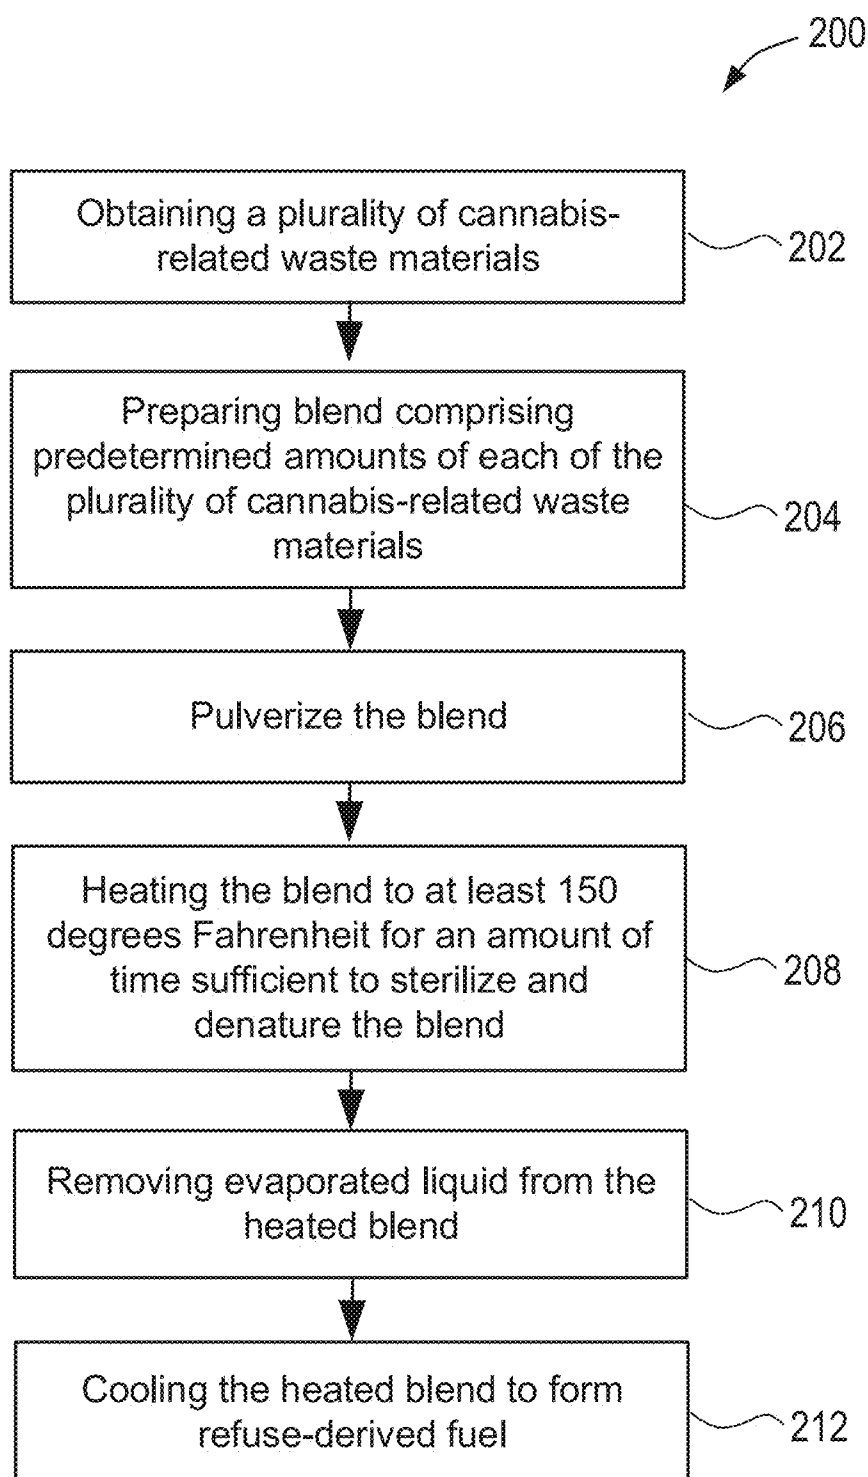 200
Obtaining a plurality of cannabis-
related waste materials
202
Preparing blend comprising
predetermined amounts of each of the
plurality of cannabis-related waste
materials
204
Pulverize the blend
206
Heating the blend to at least 150
degrees Fahrenheit for an amount of
time sufficient to sterilize and
denature the blend
208
Removing evaporated liquid from the
heated blend
210
Cooling the heated blend to form
refuse-derived fuel
212